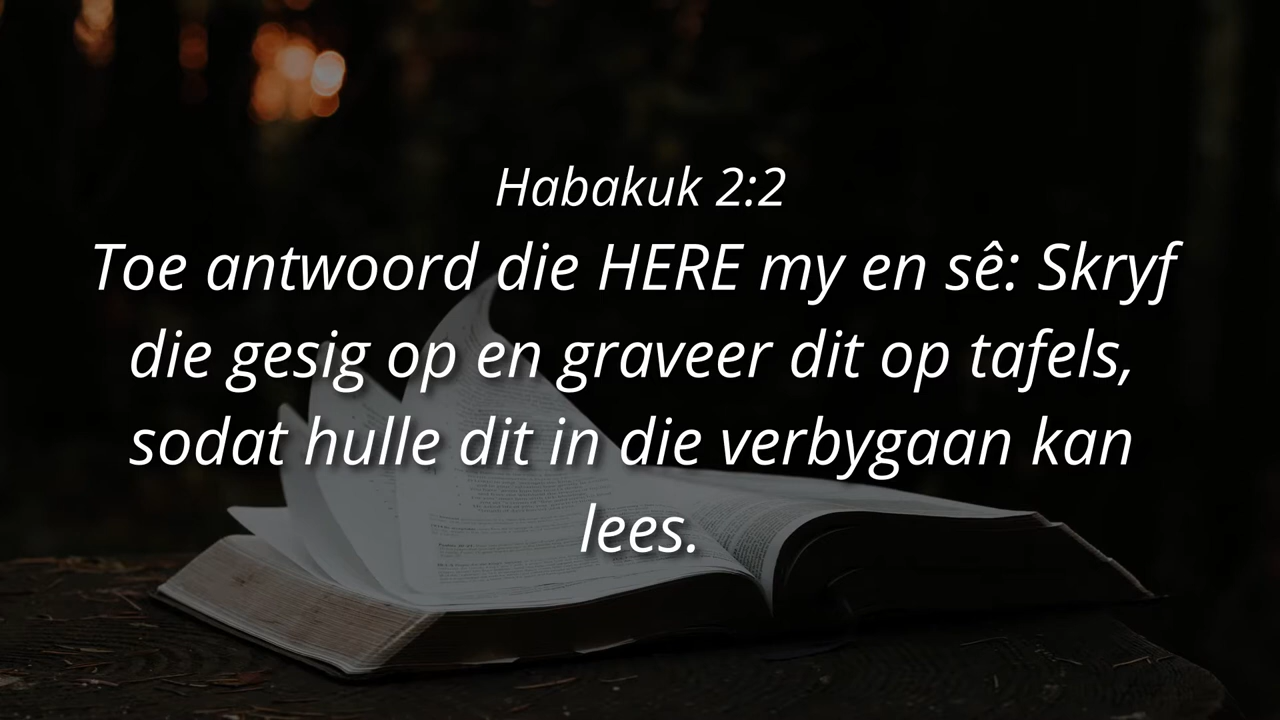 Habakuk 2:2
Toe antwoord die HERE my en sê: Skryf
die gesig op en graveer dit op tafels,
sodat hulle dit in die verbygaan kan
lees.